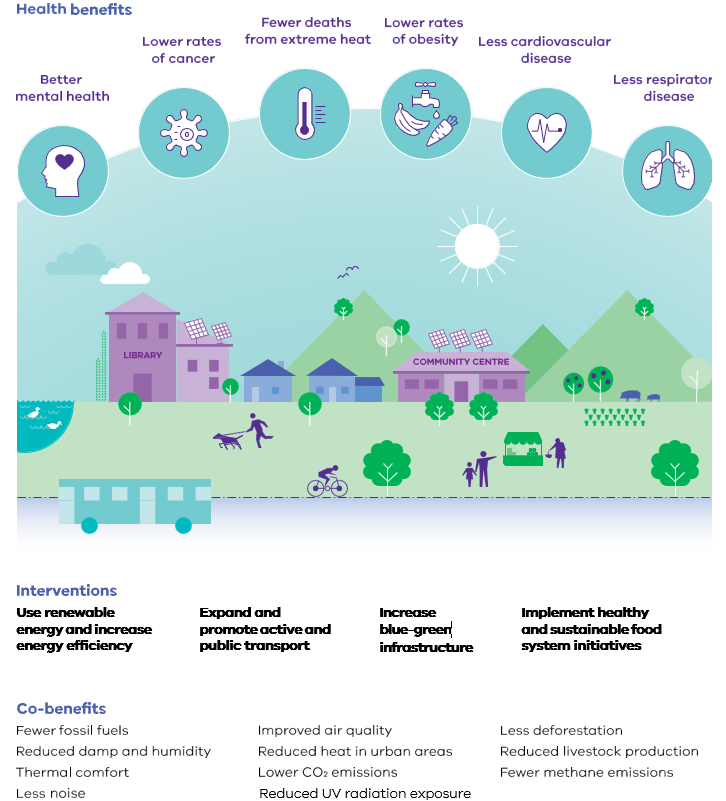 Health benefits
Fewer deaths
from extreme heat
Lower rates
of obesity
Lower rates
of cancer
Less cardiovascular
disease
Better
mental health
Less respirator
disease
LIBRARY
COMMUNITY CENTRE
Interventions
Use renewable
energy and increase
energy efficiency
Expand and
promote active and
public transport
Increase
blue-green
infrastructure
Implement healthy
and sustainable food
system initiatives
Co-benefits
Fewer fossil fuels
Reduced damp and humidity
Thermal comfort
Less noise
Improved air quality
Reduced heat in urban areas
Lower CO₂ emissions
Reduced UV radiation exposure
Less deforestation
Reduced livestock production
Fewer methane emissions